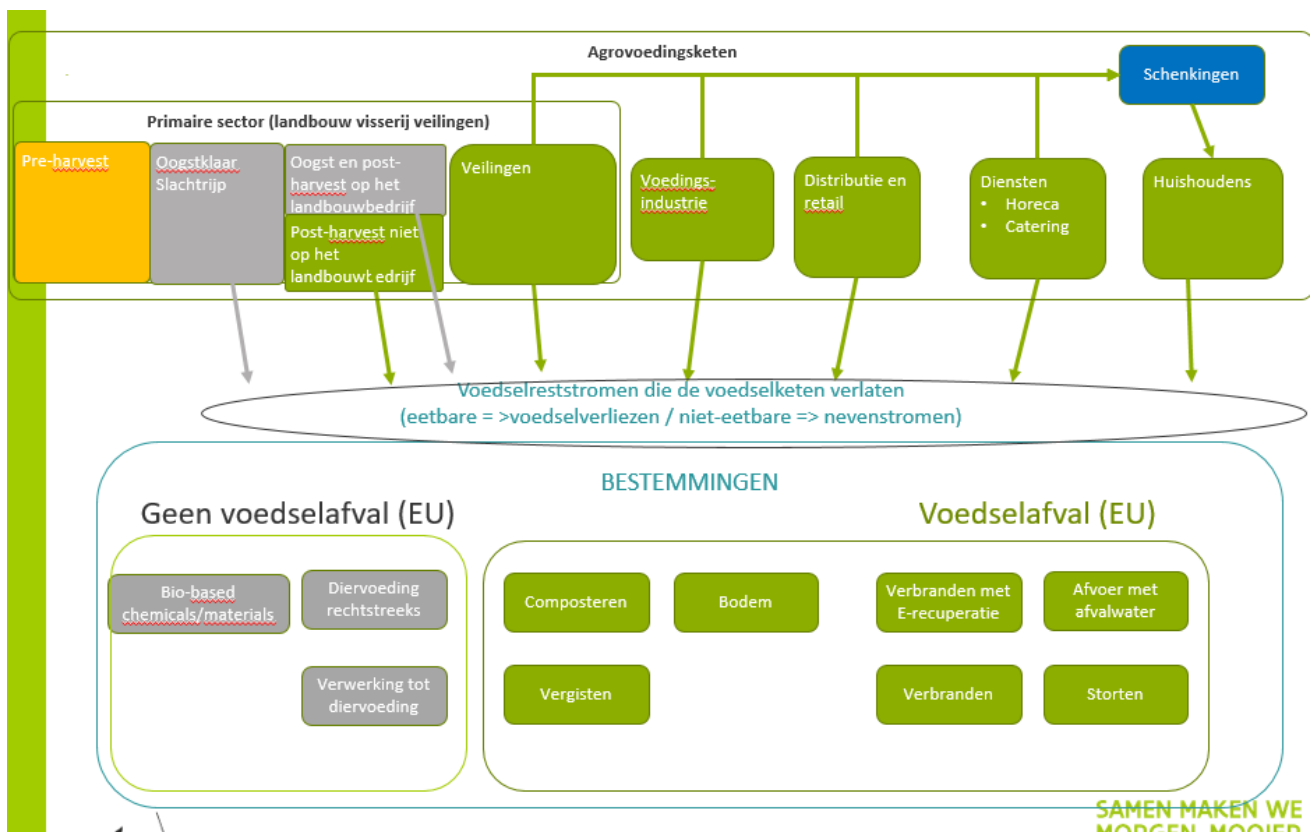 Agrovoedingsketen
Schenkingen
Primaire sector (landbouw visserij veilingen)
Pre-harvest
Oogstklaar
Slachtrijp
Oogst en post-
harvest op het
landbouwbedrijf
Post-harvest niet
op het
landbouwbedrijf
Veilingen
Voedings-
industrie
Distributie en
retail
Diensten
• Horeca
• Catering
Huishoudens
Voedselreststromen die de voedselketen verlaten
(eetbare = >voedselverliezen / niet-eetbare => nevenstromen)
BESTEMMINGEN
Geen voedselafval (EU)
Voedselafval (EU)
Bio-based
chemicals/materials
Diervoeding
rechtstreeks
Verwerking tot
diervoeding
Composteren
Bodem
Verbranden met
E-recuperatie
Afvoer met
afvalwater
Vergisten
Verbranden
Storten
SAMEN MAKEN WE
MORGEN MOOIER